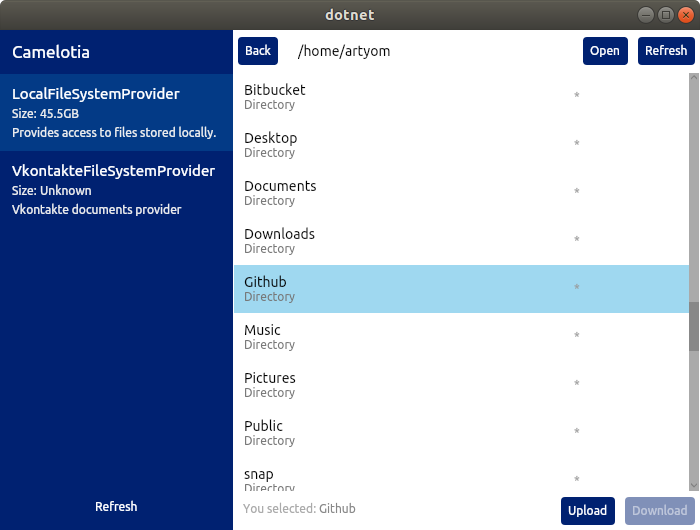 dotnet
Camelotia
LocalFileSystemProvider
Size: 45.5GB
Provides access to files stored locally.
VkontakteFileSystemProvider
Size: Unknown
Vkontakte documents provider
Refresh
Back /home/artyom Open Refresh
Bitbucket
Directory *
Desktop
Directory *
Documents
Directory *
Downloads
Directory *
Github
Directory *
Music
Directory *
Pictures
Directory *
Public
Directory *
snap
Directory *
You selected: Github Upload Download